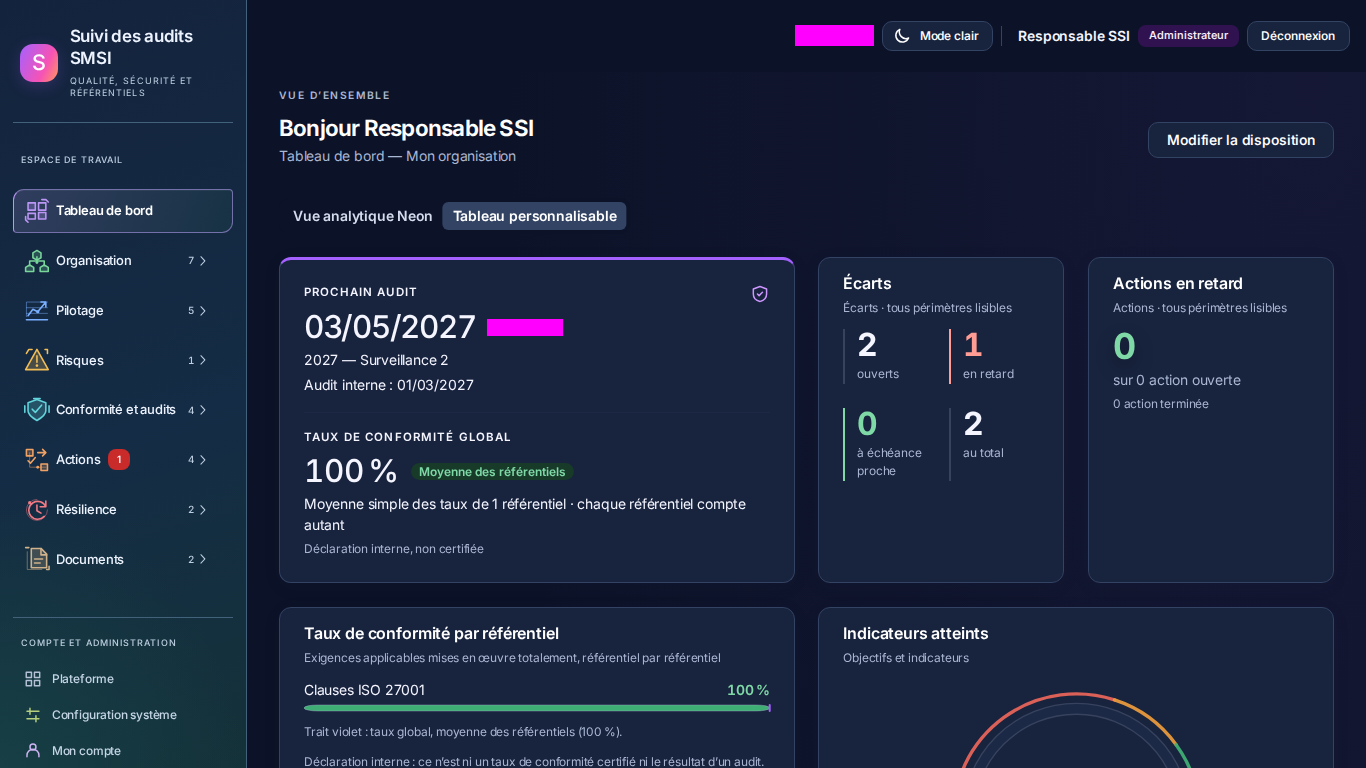 S
Suivi des audits
SMSI
QUALITÉ, SÉCURITÉ ET
RÉFÉRENTIELS
ESPACE DE TRAVAIL
Tableau de bord
Organisation 7
Pilotage 5
Risques 1
Conformité et audits 4
Actions 1 4
Résilience 2
Documents 2
COMPTE ET ADMINISTRATION
Plateforme
Configuration système
Mon compte
Mode clair
Responsable SSI
Administrateur
Déconnexion
VUE D'ENSEMBLE
Bonjour Responsable SSI
Tableau de bord — Mon organisation
Modifier la disposition
Vue analytique Neon
Tableau personnalisable
PROCHAIN AUDIT
03/05/2027
2027 — Surveillance 2
Audit interne : 01/03/2027
TAUX DE CONFORMITÉ GLOBAL
100 % Moyenne des référentiels
Moyenne simple des taux de 1 référentiel · chaque référentiel compte
autant
Déclaration interne, non certifiée
Écarts
Écarts · tous périmètres lisibles
2
ouverts
1
en retard
0
à échéance
proche
2
au total
Actions en retard
Actions · tous périmètres lisibles
0
sur 0 action ouverte
0 action terminée
Taux de conformité par référentiel
Exigences applicables mises en œuvre totalement, référentiel par référentiel
Clauses ISO 27001 100 %
Trait violet : taux global, moyenne des référentiels (100 %).
Déclaration interne : ce n'est ni un taux de conformité certifié ni le résultat d'un audit.
Indicateurs atteints
Objectifs et indicateurs